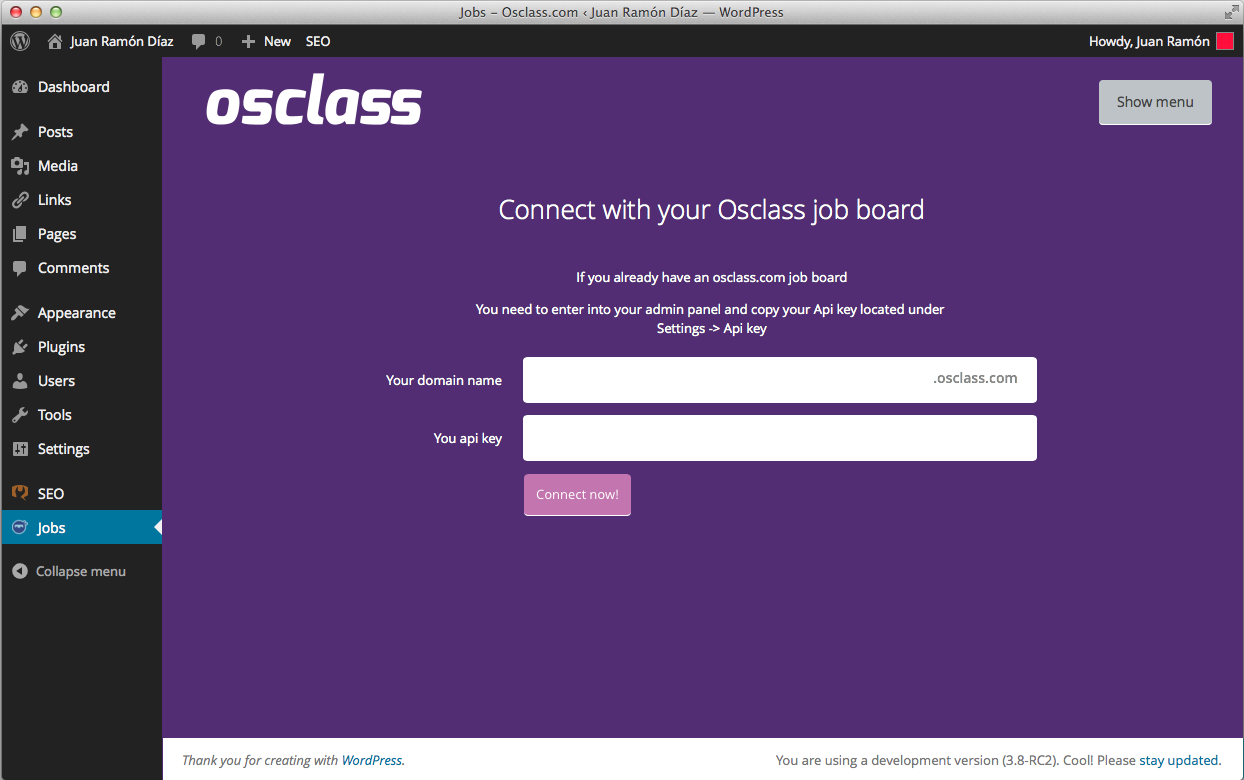 Jobs – Osclass.com ‹ Juan Ramón Díaz — WordPress
Juan Ramón Díaz 0 New SEO Howdy, Juan Ramón
Dashboard
Posts
Media
Links
Pages
Comments
Appearance
Plugins
Users
Tools
Settings
SEO
Jobs
Collapse menu
osclass
Show menu
Connect with your Osclass job board
If you already have an osclass.com job board
You need to enter into your admin panel and copy your Api key located under
Settings -> Api key
Your domain name .osclass.com
You api key
Connect now!
Thank you for creating with WordPress. You are using a development version (3.8-RC2). Cool! Please stay updated.